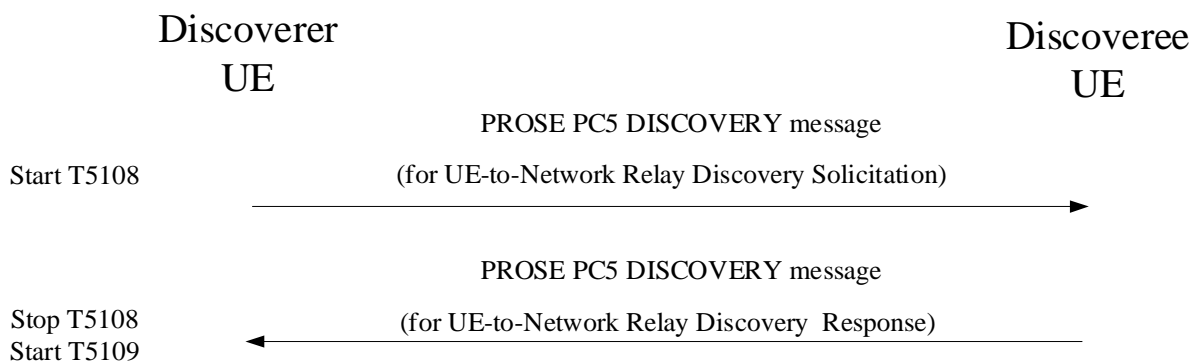 Discoverer
UE
Discoveree
UE
PROSE PC5 DISCOVERY message
Start T5108
(for UE-to-Network Relay Discovery Solicitation)
PROSE PC5 DISCOVERY message
Stop T5108
(for UE-to-Network Relay Discovery Response)
Start T5109